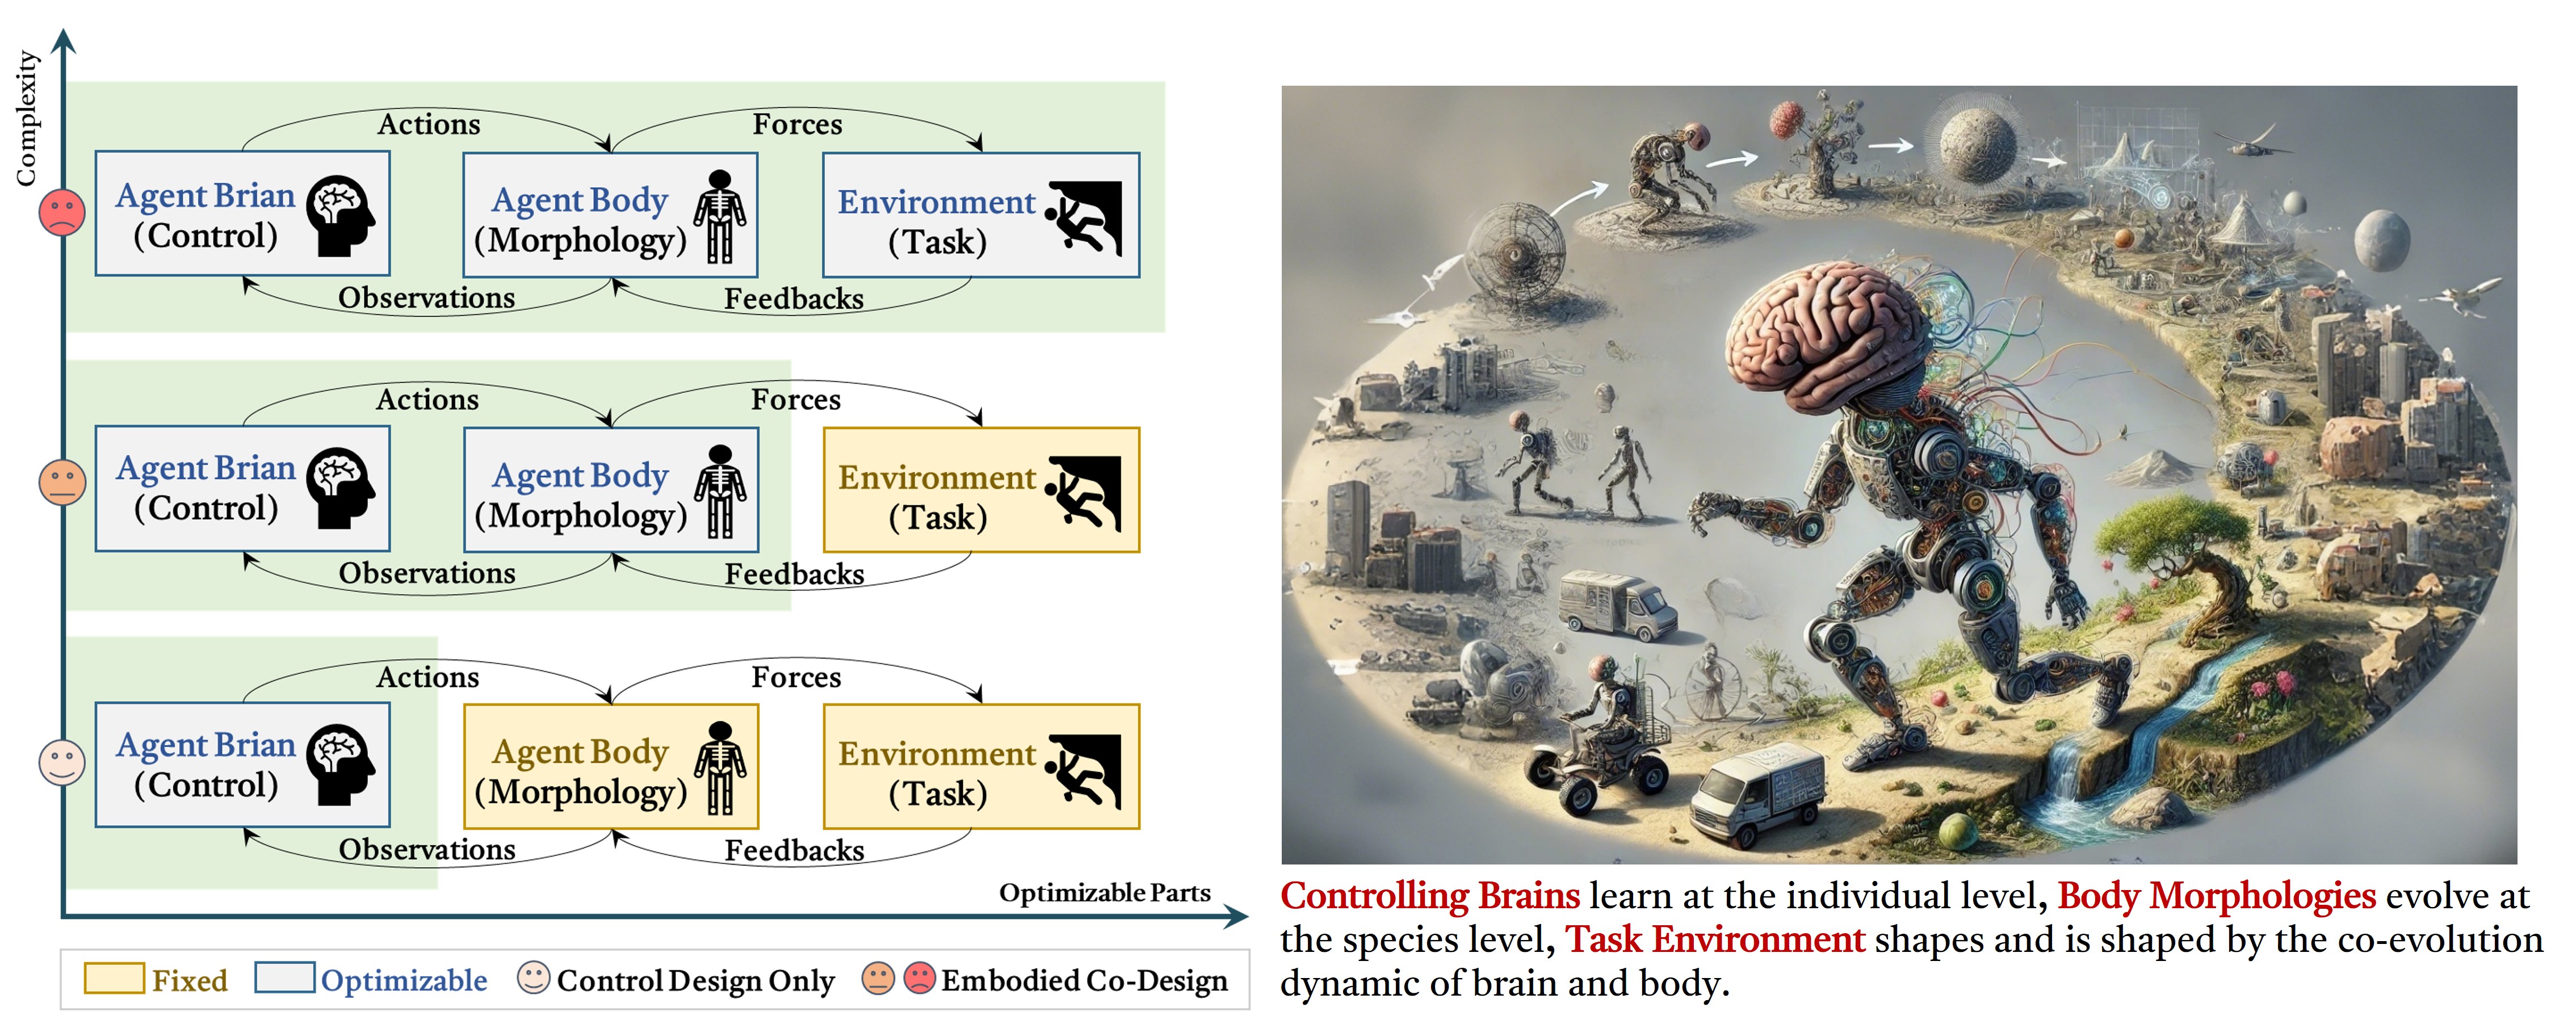 Complexity
Actions
Forces
Agent Brian
(Control)
Agent Body
(Morphology)
Environment
(Task)
Observations
Feedbacks
Actions
Forces
Agent Brian
(Control)
Agent Body
(Morphology)
Environment
(Task)
Observations
Feedbacks
Actions
Forces
Agent Brian
(Control)
Agent Body
(Morphology)
Environment
(Task)
Observations
Feedbacks
Optimizable Parts
Fixed
Optimizable
Control Design Only
Embodied Co-Design
Controlling Brains learn at the individual level, Body Morphologies evolve at
the species level, Task Environment shapes and is shaped by the co-evolution
dynamic of brain and body.